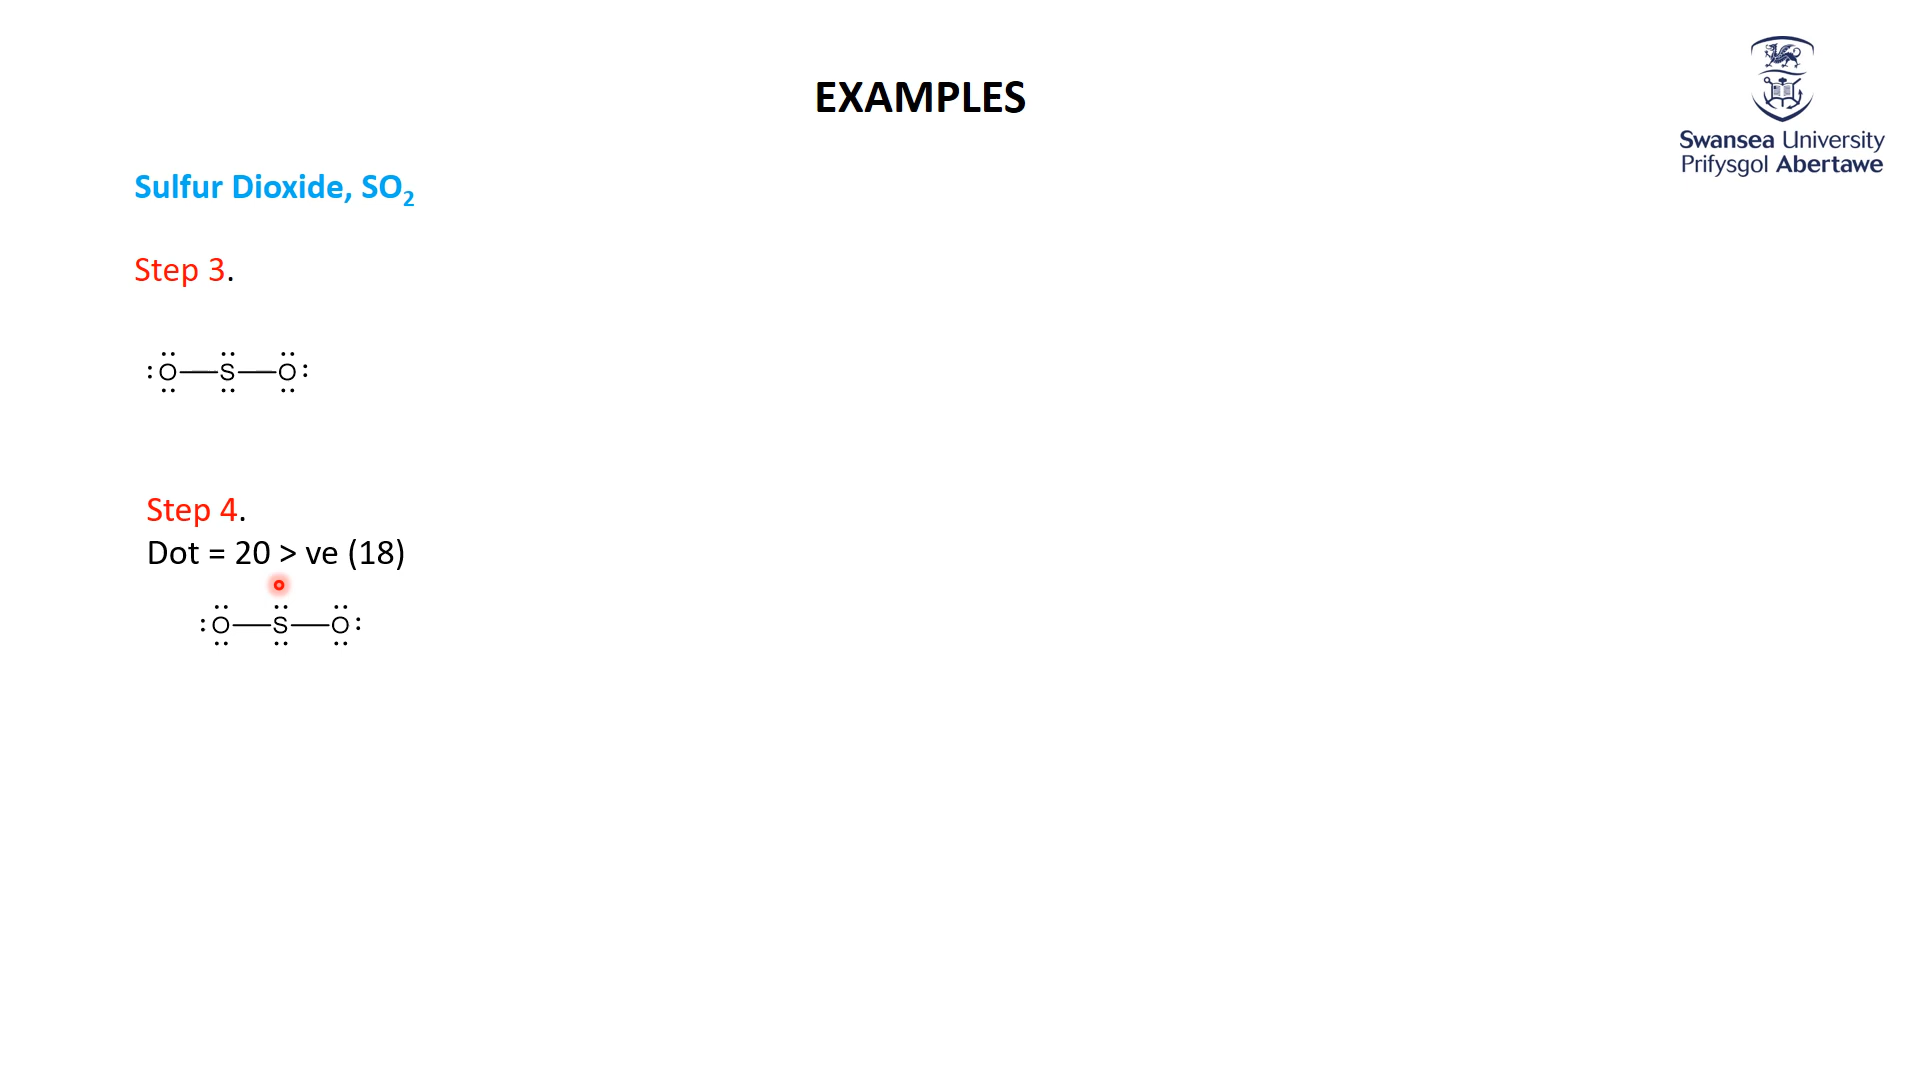 EXAMPLES
Swansea University
Prifysgol Abertawe
Sulfur Dioxide, SO₂
Step 3.
:O—S—O:
Step 4.
Dot = 20 > ve (18)
:O—S—O: